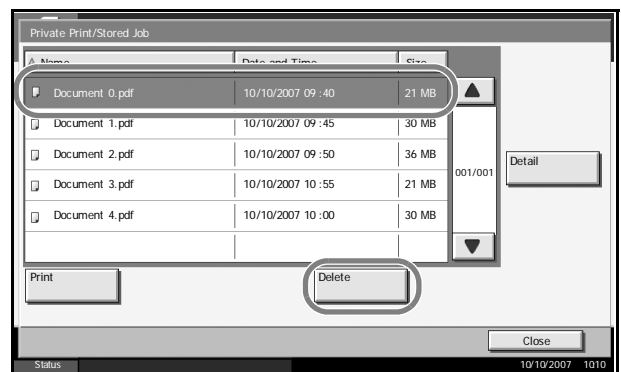 Private Print/Stored Job
Name Date and Time Size
Document 0.pdf 10/10/2007 09:40 21 MB
Document 1.pdf 10/10/2007 09:45 30 MB
Document 2.pdf 10/10/2007 09:50 36 MB
Document 3.pdf 10/10/2007 10:55 21 MB
Document 4.pdf 10/10/2007 10:00 30 MB
001/001
Detail
Print Delete
Close
Status 10/10/2007 1010